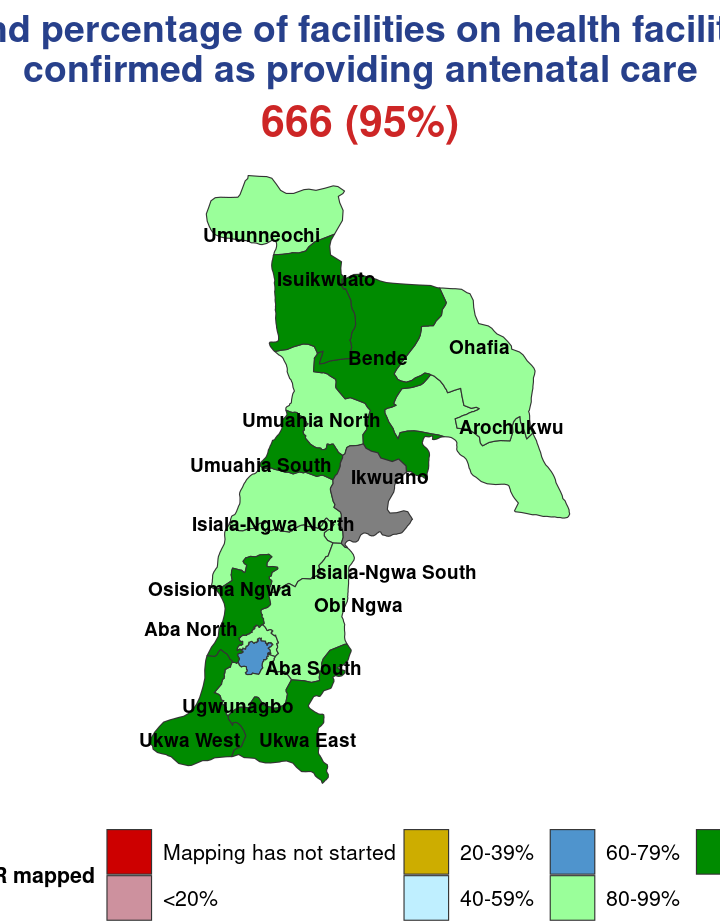 nd percentage of facilities on health facilit
confirmed as providing antenatal care
666 (95%)
Umunneochi
Isuikwuato
Ohafia
Bende
Umuahia North
Arochukwu
Umuahia South
Ikwuano
Isiala-Ngwa North
Isiala-Ngwa South
Osisioma Ngwa
Obi Ngwa
Aba North
Aba South
Ugwunagbo
Ukwa West
Ukwa East
R mapped
Mapping has not started
20-39%
60-79%
<20%
40-59%
80-99%